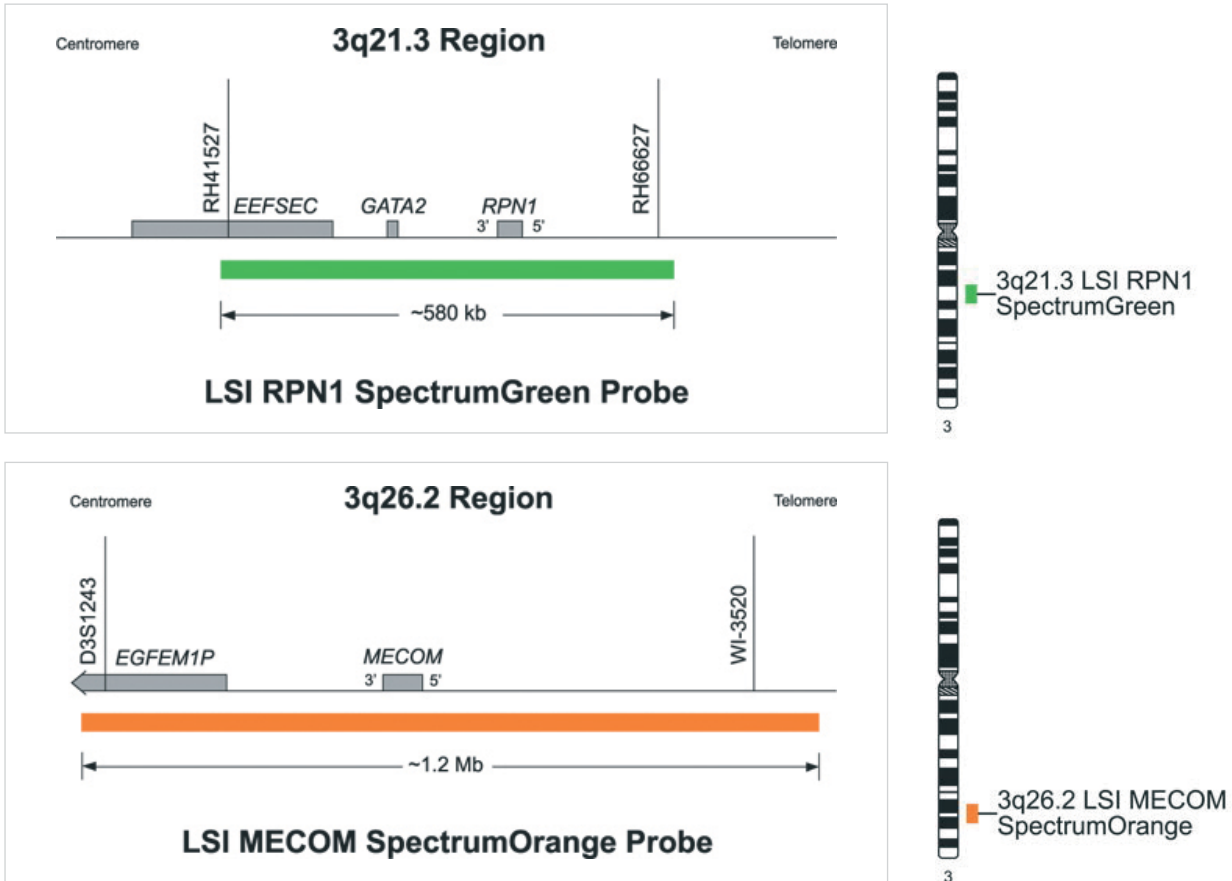 Centromere
3q21.3 Region
Telomere
RH41527
EEFSEC
GATA2
RPN1
3' 5'
RH66627
~580 kb
LSI RPN1 SpectrumGreen Probe
3q21.3 LSI RPN1
SpectrumGreen
3
Centromere
3q26.2 Region
Telomere
D3S1243
EGFEM1P
MECOM
3' 5'
WI-3520
~1.2 Mb
LSI MECOM SpectrumOrange Probe
3q26.2 LSI MECOM
SpectrumOrange
3